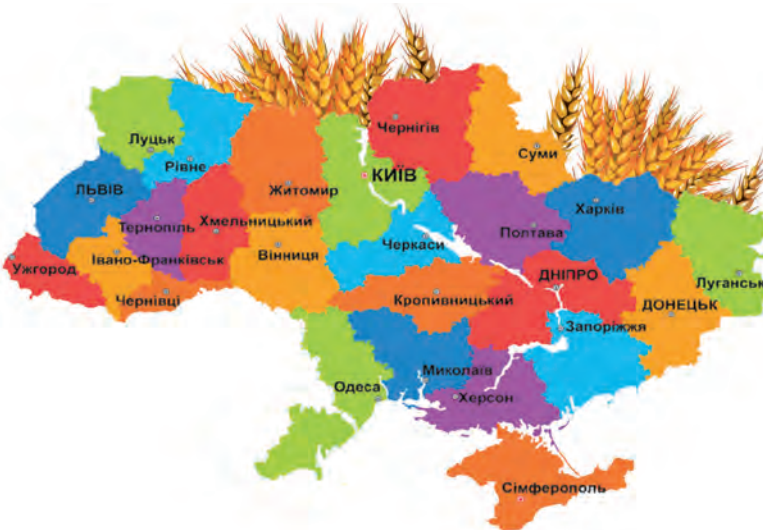 Чернігів
Луцьк
Суми
Рівне
КИЇВ
ЛЬВІВ
Житомир
Харків
Тернопіль
Хмельницький
Полтава
Черкаси
Івано-Франківськ
Вінниця
Ужгород
ДНІПРО
Луганськ
Чернівці
Кропивницький
ДОНЕЦЬК
Запоріжжя
Миколаїв
Одеса
Херсон
Сімферополь